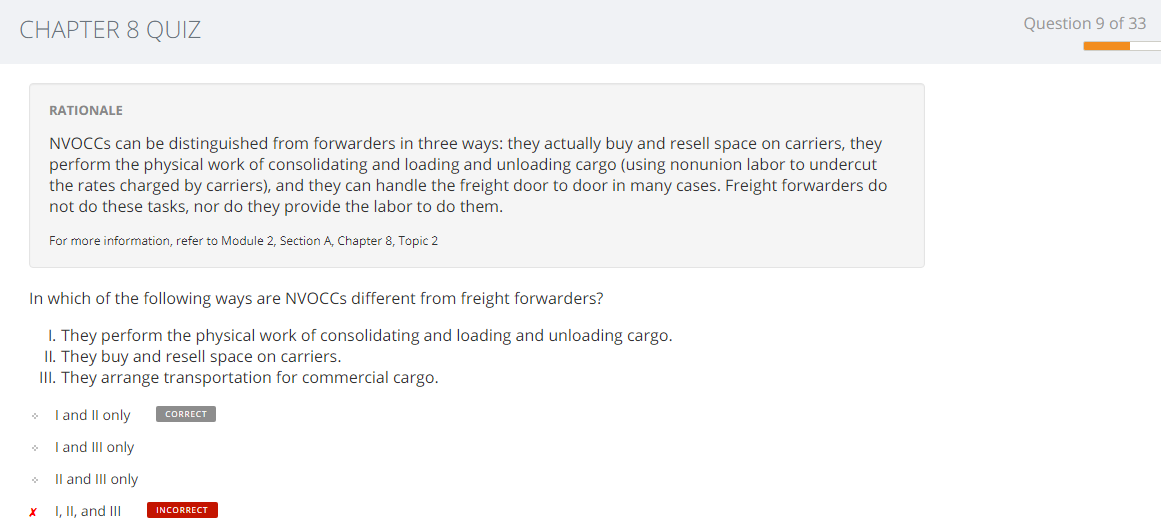 CHAPTER 8 QUIZ
Question 9 of 33
RATIONALE
NVOCCs can be distinguished from forwarders in three ways: they actually buy and resell space on carriers, they
perform the physical work of consolidating and loading and unloading cargo (using nonunion labor to undercut
the rates charged by carriers), and they can handle the freight door to door in many cases. Freight forwarders do
not do these tasks, nor do they provide the labor to do them.
For more information, refer to Module 2, Section A, Chapter 8, Topic 2
In which of the following ways are NVOCCs different from freight forwarders?
I. They perform the physical work of consolidating and loading and unloading cargo.
II. They buy and resell space on carriers.
III. They arrange transportation for commercial cargo.
I and II only CORRECT
I and III only
II and III only
✗ I, II, and III INCORRECT